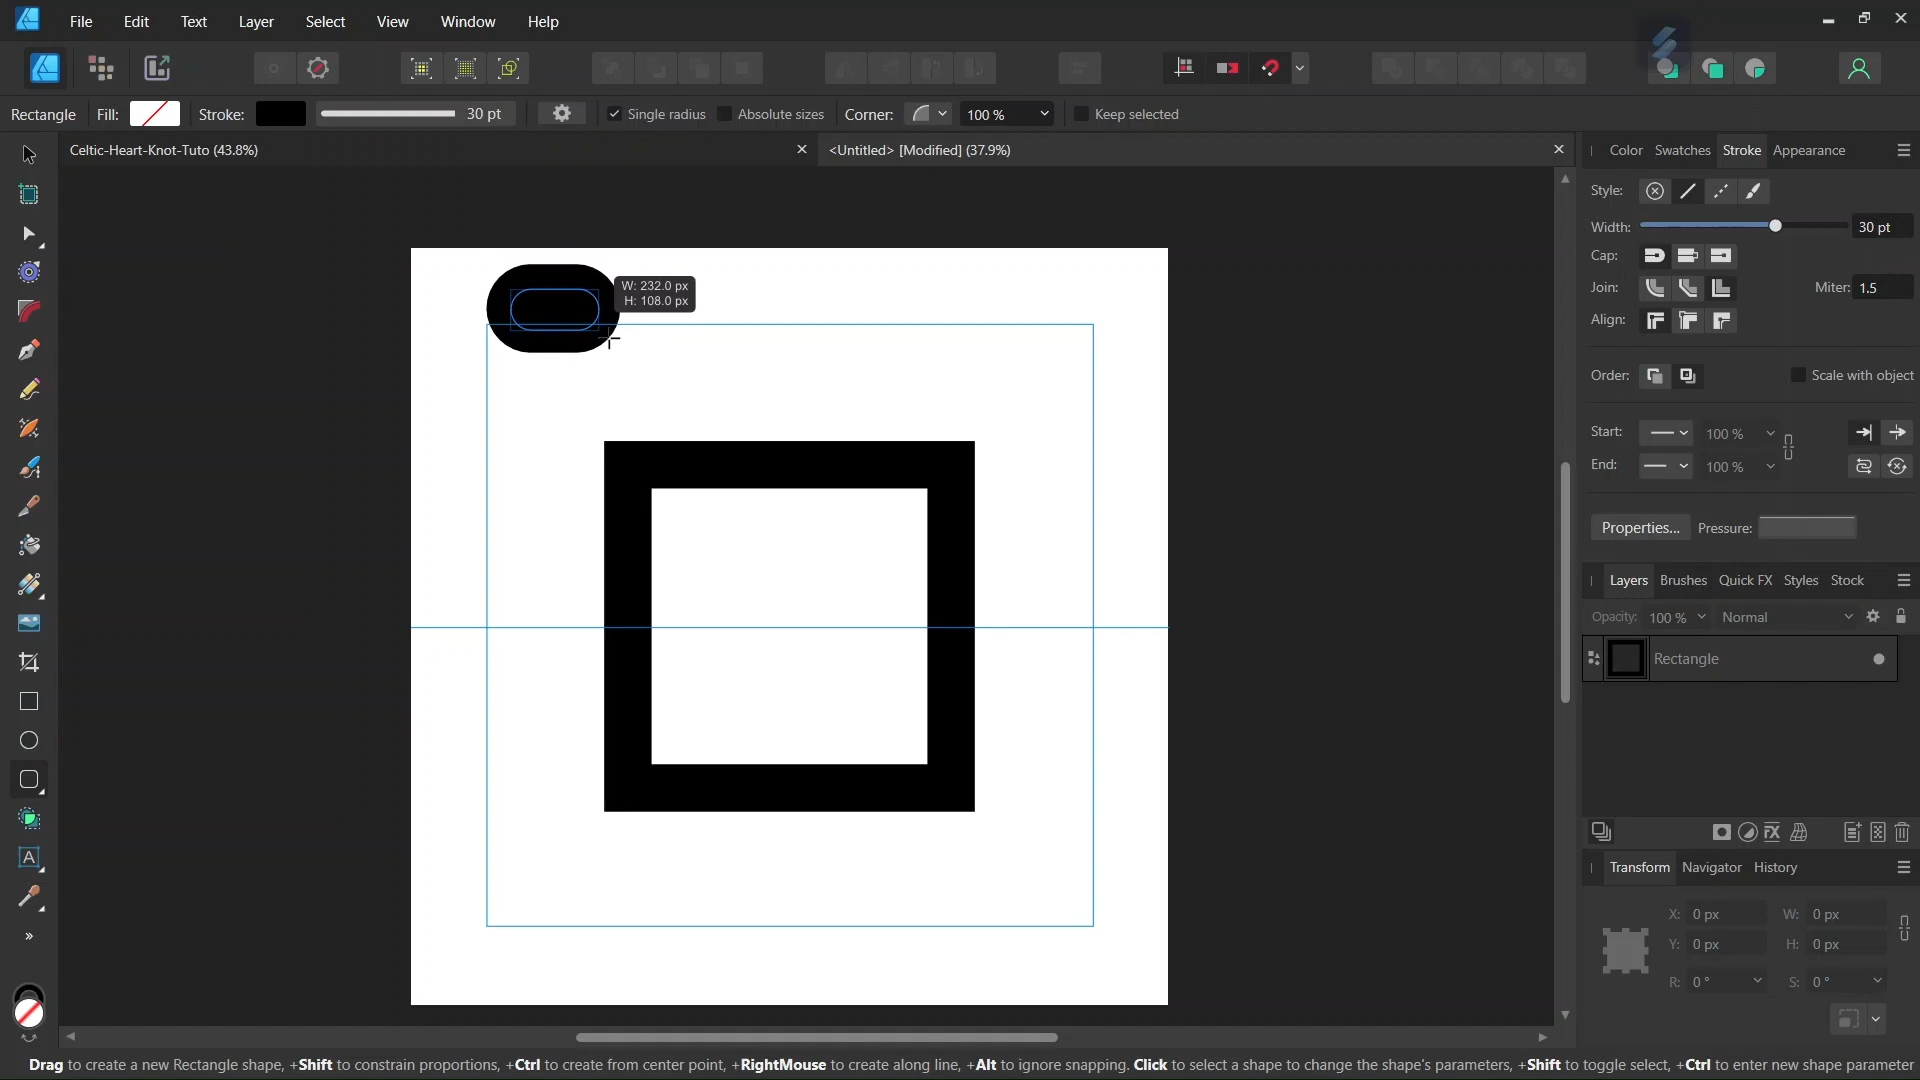 File Edit Text Layer Select View Window Help
Rectangle Fill: Stroke: 30 pt Single radius Absolute sizes Corner: 100 % Keep selected
Celtic-Heart-Knot-Tuto (43.8%)
<Untitled> [Modified] (37.9%)
W: 232.0 px
H: 108.0 px
Color Swatches Stroke Appearance
Style:
Width: 30 pt
Cap:
Join: Miter: 1.5
Align:
Order: Scale with object
Start: 100 %
End: 100 %
Properties... Pressure:
Layers Brushes Quick FX Styles Stock
Opacity: 100 % Normal
Rectangle
Transform Navigator History
X: 0 px W: 0 px
Y: 0 px H: 0 px
R: 0 ° S: 0 °
Drag to create a new Rectangle shape, +Shift to constrain proportions, +Ctrl to create from center point, +RightMouse to create along line, +Alt to ignore snapping. Click to select a shape to change the shape's parameters, +Shift to toggle select, +Ctrl to enter new shape parameter